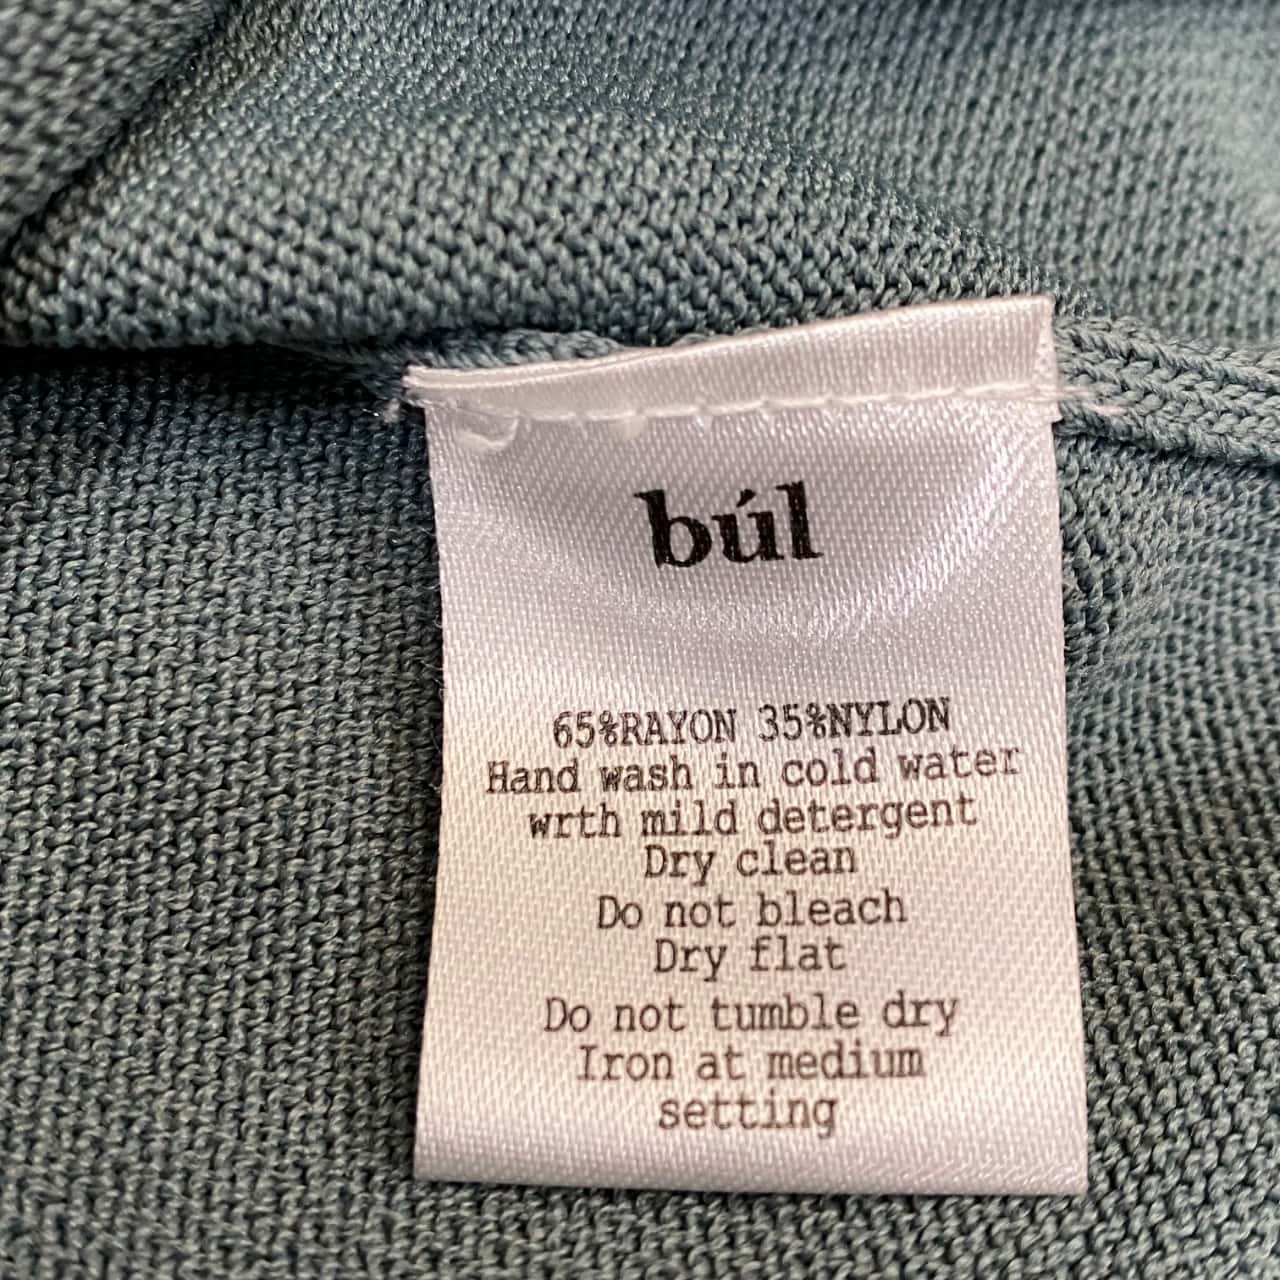 búl
65%RAYON 35%NYLON
Hand wash in cold water
wrth mild detergent
Dry clean
Do not bleach
Dry flat
Do not tumble dry
Iron at medium
setting